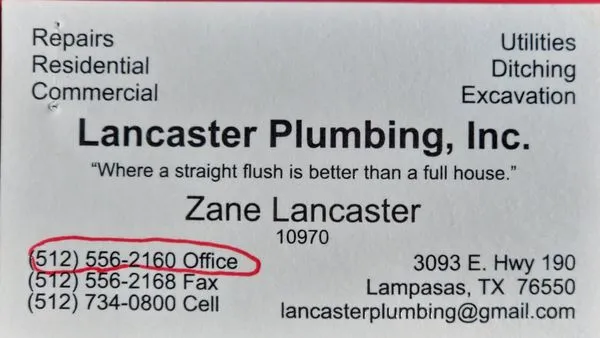 Repairs
Residential
Commercial
Utilities
Ditching
Excavation
Lancaster Plumbing, Inc.
“Where a straight flush is better than a full house.”
Zane Lancaster
10970
(512) 556-2160 Office
(512) 556-2168 Fax
(512) 734-0800 Cell
3093 E. Hwy 190
Lampasas, TX 76550
lancasterplumbing@gmail.com